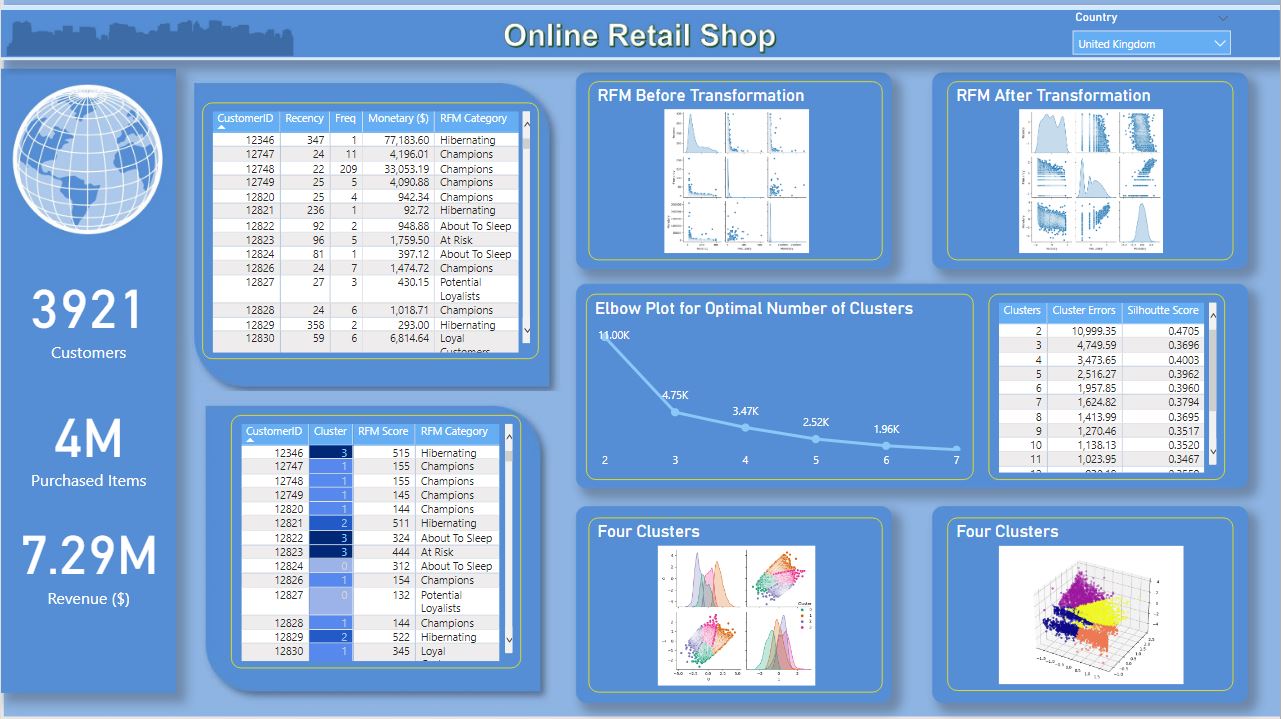 Online Retail Shop
Country
United Kingdom
3921
Customers
4M
Purchased Items
7.29M
Revenue ($)
CustomerID Recency Freq Monetary ($) RFM Category
12346 347 1 77,183.60 Hibernating
12747 24 11 4,196.01 Champions
12748 22 209 33,053.19 Champions
12749 25 5 4,090.88 Champions
12820 25 4 942.34 Champions
12821 236 1 92.72 Hibernating
12822 92 2 948.88 About To Sleep
12823 96 5 1,759.50 At Risk
12824 81 1 397.12 About To Sleep
12826 24 7 1,474.72 Champions
12827 27 3 430.15 Potential
Loyalists
12828 24 6 1,018.71 Champions
12829 358 2 293.00 Hibernating
12830 59 6 6,814.64 Loyal
Customers
CustomerID Cluster RFM Score RFM Category
12346 3 515 Hibernating
12747 1 155 Champions
12748 1 155 Champions
12749 1 145 Champions
12820 1 144 Champions
12821 2 511 Hibernating
12822 3 324 About To Sleep
12823 3 444 At Risk
12824 0 312 About To Sleep
12826 1 154 Champions
12827 0 132 Potential
Loyalists
12828 1 144 Champions
12829 2 522 Hibernating
12830 1 345 Loyal
RFM Before Transformation
RFM After Transformation
Elbow Plot for Optimal Number of Clusters
11.00K
4.75K
3.47K
2.52K
1.96K
2 3 4 5 6 7
Clusters Cluster Errors Silhoutte Score
2 10,999.35 0.4705
3 4,749.59 0.3696
4 3,473.65 0.4003
5 2,516.27 0.3962
6 1,957.85 0.3960
7 1,624.82 0.3794
8 1,413.99 0.3695
9 1,270.46 0.3517
10 1,138.13 0.3520
11 1,023.95 0.3467
Four Clusters
Cluster
Four Clusters